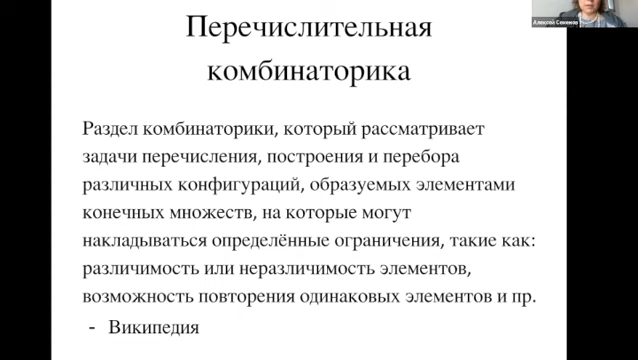 Перечислительная
комбинаторика
Раздел комбинаторики, который рассматривает
задачи перечисления, построения и перебора
различных конфигураций, образуемых элементами
конечных множеств, на которые могут
накладываться определённые ограничения, такие как:
различимость или неразличимость элементов,
возможность повторения одинаковых элементов и пр.
- Википедия